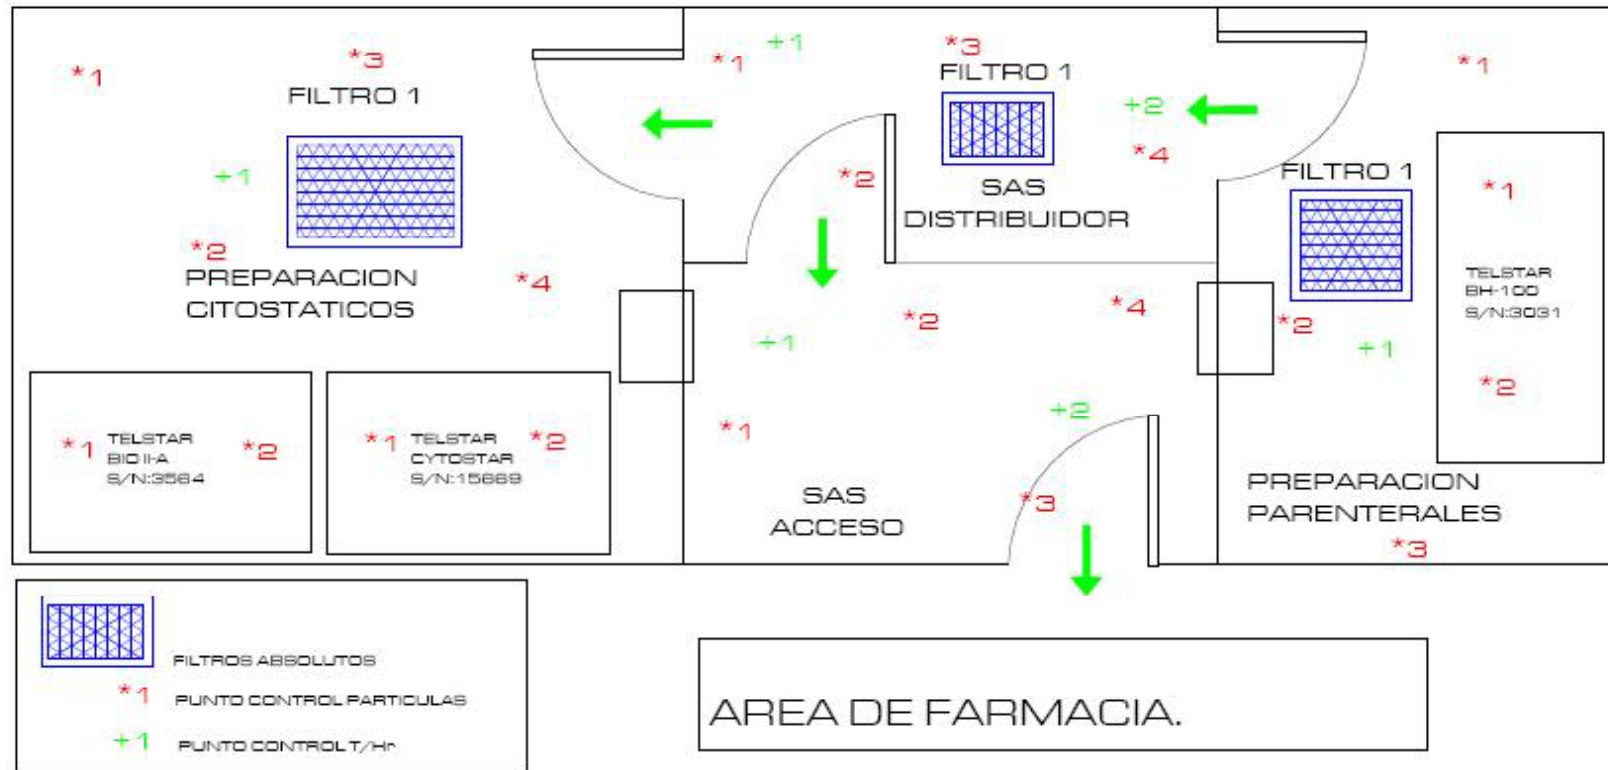 *1
*3
FILTRO 1
+1
*2
PREPARACION
CITOSTATICOS
*4
*1
TELSTAR
BIO II-A
S/N:3564
*2
*1
TELSTAR
CYTOSTAR
S/N:15669
*2
*1
+1
*3
FILTRO 1
+2
*4
*2
SAS
DISTRIBUIDOR
*2
*4
+1
*1
+2
SAS
ACCESO
*3
*1
FILTRO 1
*1
TELSTAR
BH-100
S/N:3031
*2
*2
+1
PREPARACION
PARENTERALES
*3
FILTROS ABSOLUTOS
*1 PUNTO CONTROL PARTICULAS
+1 PUNTO CONTROL T/Hr
AREA DE FARMACIA.